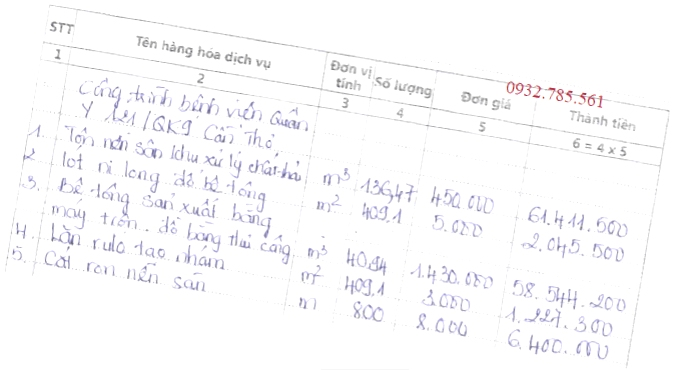 STT Tên hàng hóa dịch vụ Đơn vị tính Số lượng Đơn giá Thành tiền
0932.785.561
1 2 3 4 5 6 = 4 x 5
Công trình bệnh viện Quân
Y 121/QK9 Cần Thơ
1. Tôn nền sân khu xử lý chất thải m³ 136,47 450.000 61.411.500
2 lót ni long đổ bê tông m² 409.1 5.000 2.045.500
3. Bê tông sản xuất bằng
máy trộn. đổ bằng thủ công m³ 40,94 1.430.000 58.544.200
4. Lăn rulo tạo nhám m² 409,1 3.000 1.227.300
5. Cắt ron nền sân m 800 8.000 6.400.000